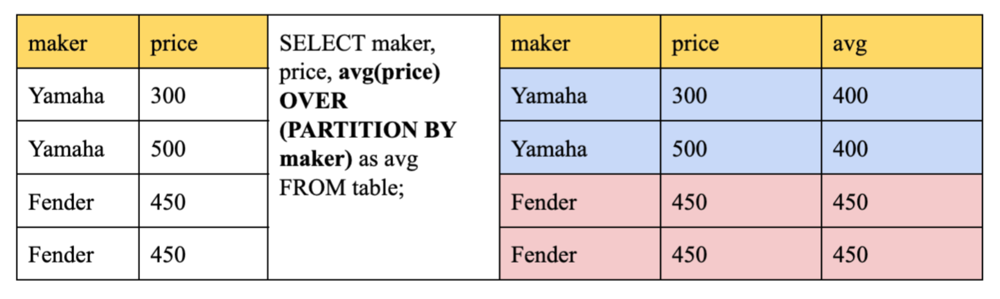 maker price
Yamaha 300
Yamaha 500
Fender 450
Fender 450
SELECT maker,
price, avg(price)
OVER
(PARTITION BY
maker) as avg
FROM table;
maker price avg
Yamaha 300 400
Yamaha 500 400
Fender 450 450
Fender 450 450